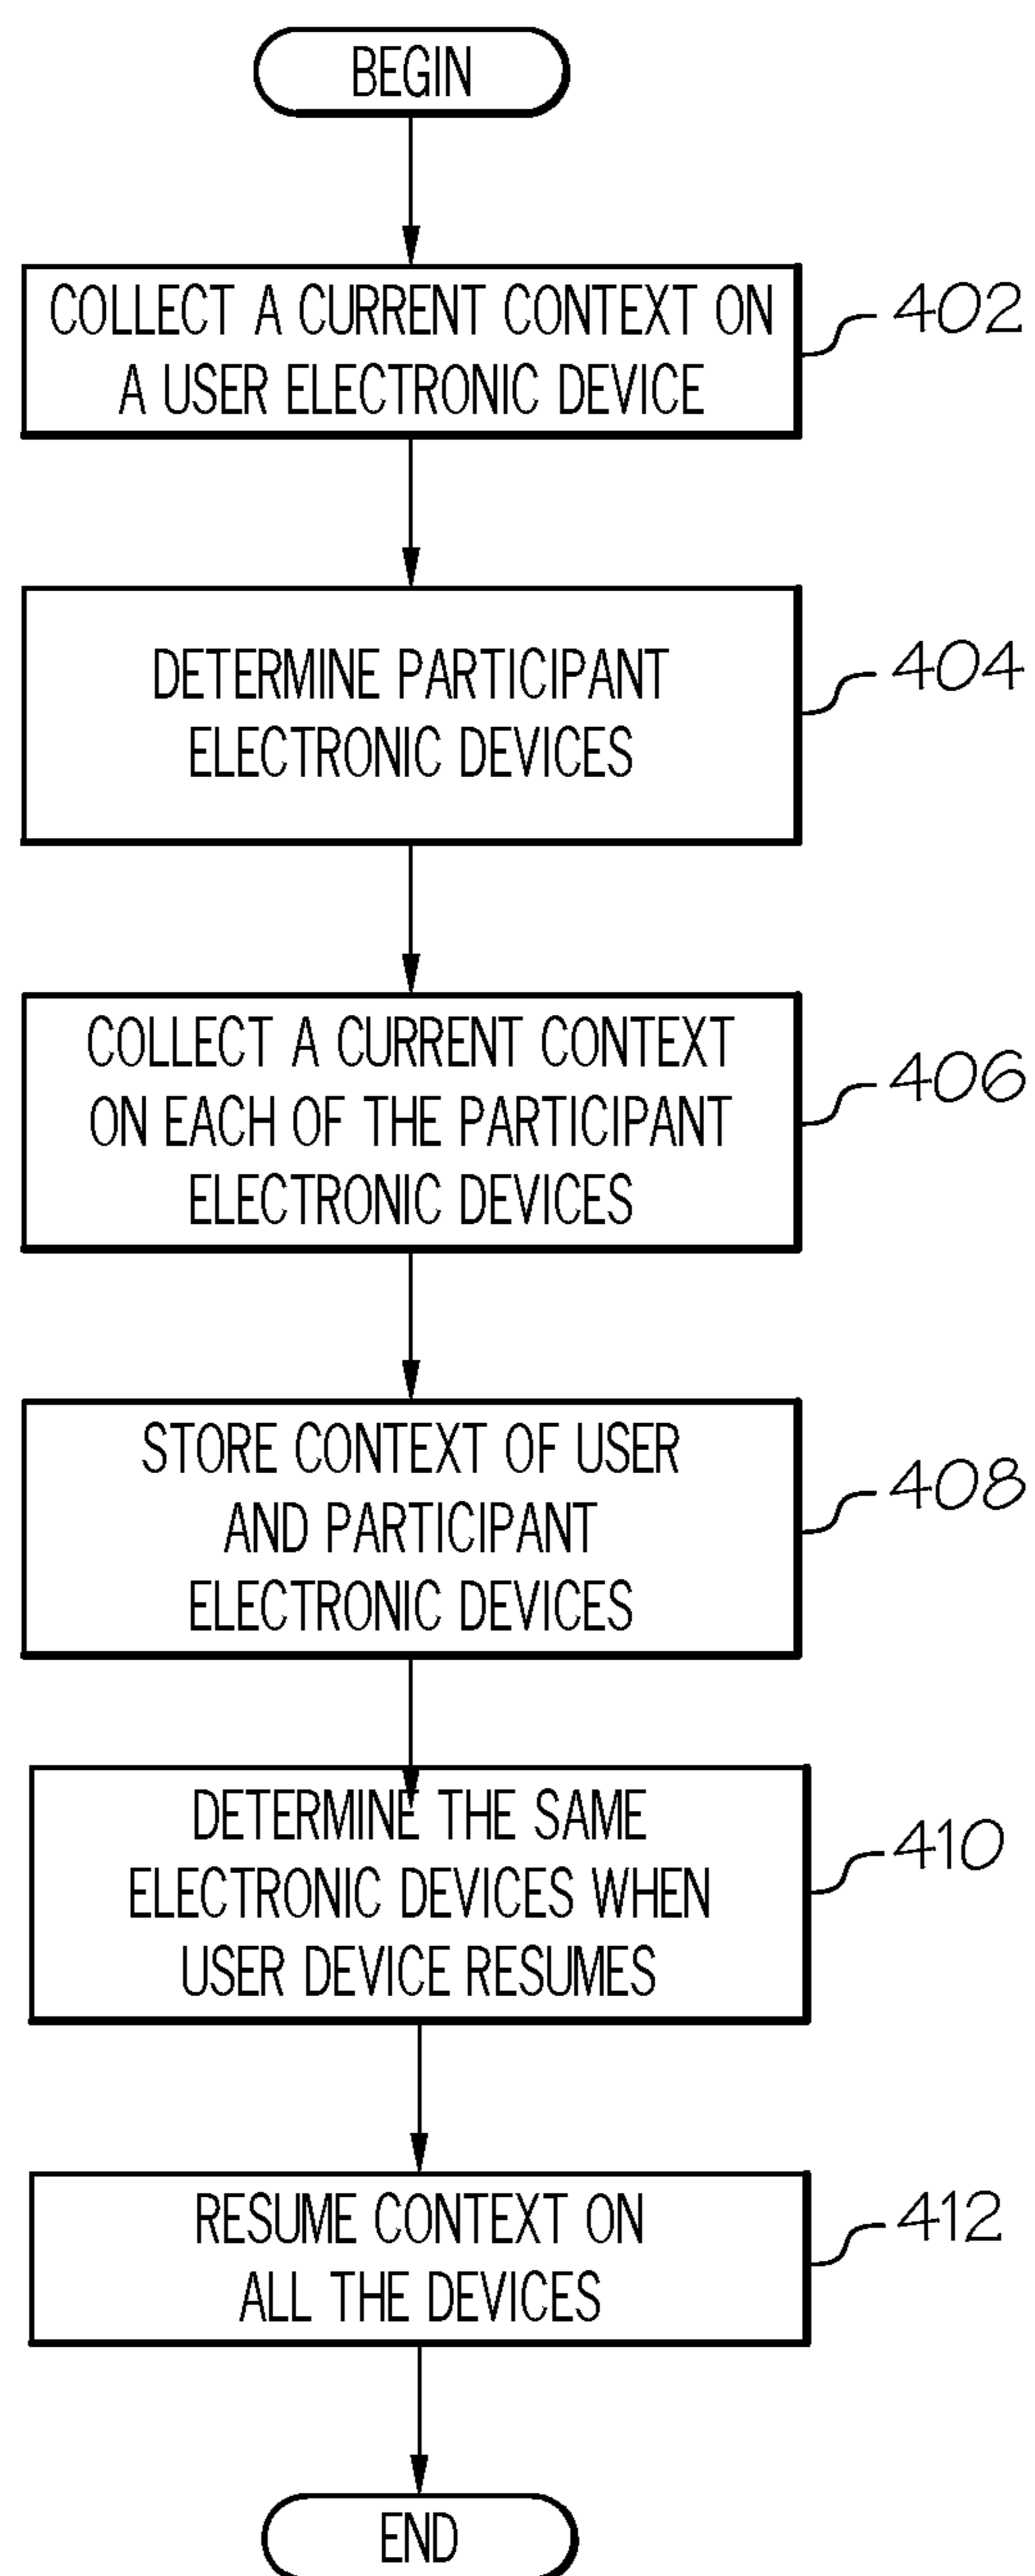 BEGIN
COLLECT A CURRENT CONTEXT ON
A USER ELECTRONIC DEVICE
402
DETERMINE PARTICIPANT
ELECTRONIC DEVICES
404
COLLECT A CURRENT CONTEXT
ON EACH OF THE PARTICIPANT
ELECTRONIC DEVICES
406
STORE CONTEXT OF USER
AND PARTICIPANT
ELECTRONIC DEVICES
408
DETERMINE THE SAME
ELECTRONIC DEVICES WHEN
USER DEVICE RESUMES
410
RESUME CONTEXT ON
ALL THE DEVICES
412
END